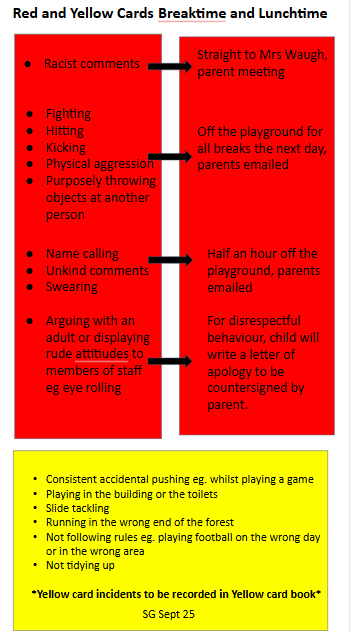 Red and Yellow Cards Breaktime and Lunchtime
• Racist comments
Straight to Mrs Waugh,
parent meeting
• Fighting
• Hitting
• Kicking
• Physical aggression
• Purposely throwing
objects at another
person
Off the playground for
all breaks the next day,
parents emailed
• Name calling
• Unkind comments
• Swearing
Half an hour off the
playground, parents
emailed
• Arguing with an
adult or displaying
rude attitiudes to
members of staff
eg eye rolling
For disrespectful
behaviour, child will
write a letter of
apology to be
countersigned by
parent.
• Consistent accidental pushing eg. whilst playing a game
• Playing in the building or the toilets
• Slide tackling
• Running in the wrong end of the forest
• Not following rules eg. playing football on the wrong day
or in the wrong area
• Not tidying up
*Yellow card incidents to be recorded in Yellow card book*
SG Sept 25